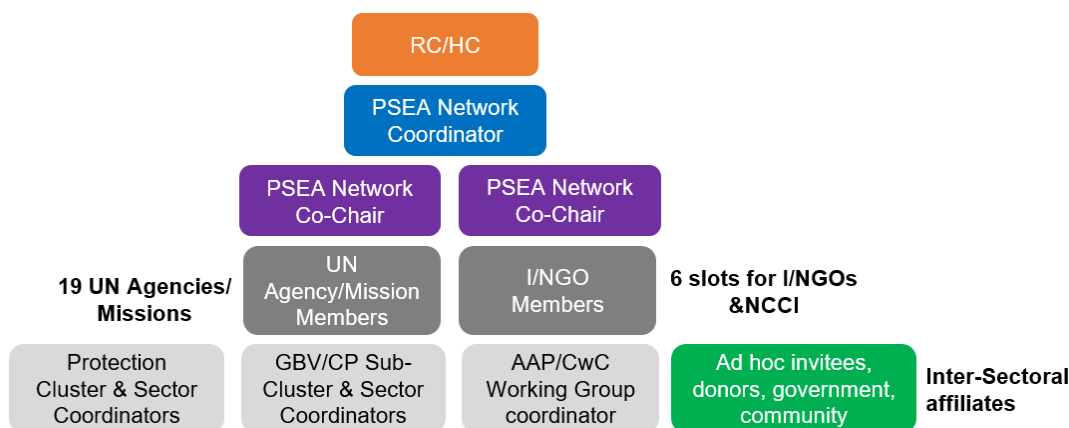 RC/HC
PSEA Network
Coordinator
PSEA Network
Co-Chair
PSEA Network
Co-Chair
19 UN Agencies/
Missions
UN
Agency/Mission
Members
I/NGO
Members
6 slots for I/NGOs
&NCCI
Protection
Cluster & Sector
Coordinators
GBV/CP Sub-
Cluster & Sector
Coordinators
AAP/CwC
Working Group
coordinator
Ad hoc invitees,
donors, government,
community
Inter-Sectoral
affiliates